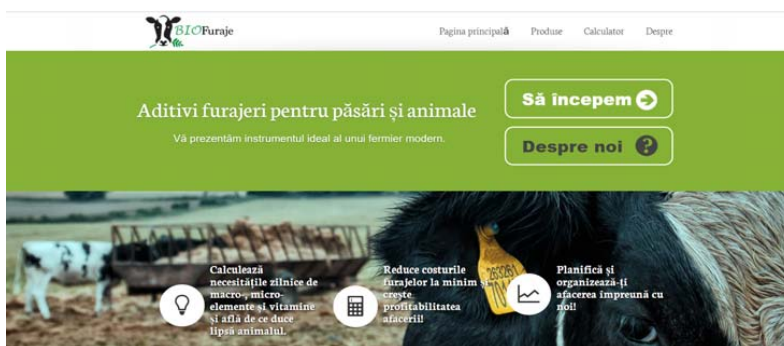 BIOFuraje
Pagina principală Produse Calculator Despre
Aditivi furajeri pentru păsări și animale
Vă prezentăm instrumentul ideal al unui fermier modern.
Să începem
Despre noi ?
Calculează
necesitățile zilnice de
macro-, micro-
elemente și vitamine
și află de ce duce
lipsă animalul.
Reduce costurile
furajelor la minim și
crește
profitabilitatea
afacerii!
Planifică și
organizează-ți
afacerea împreună cu
noi!